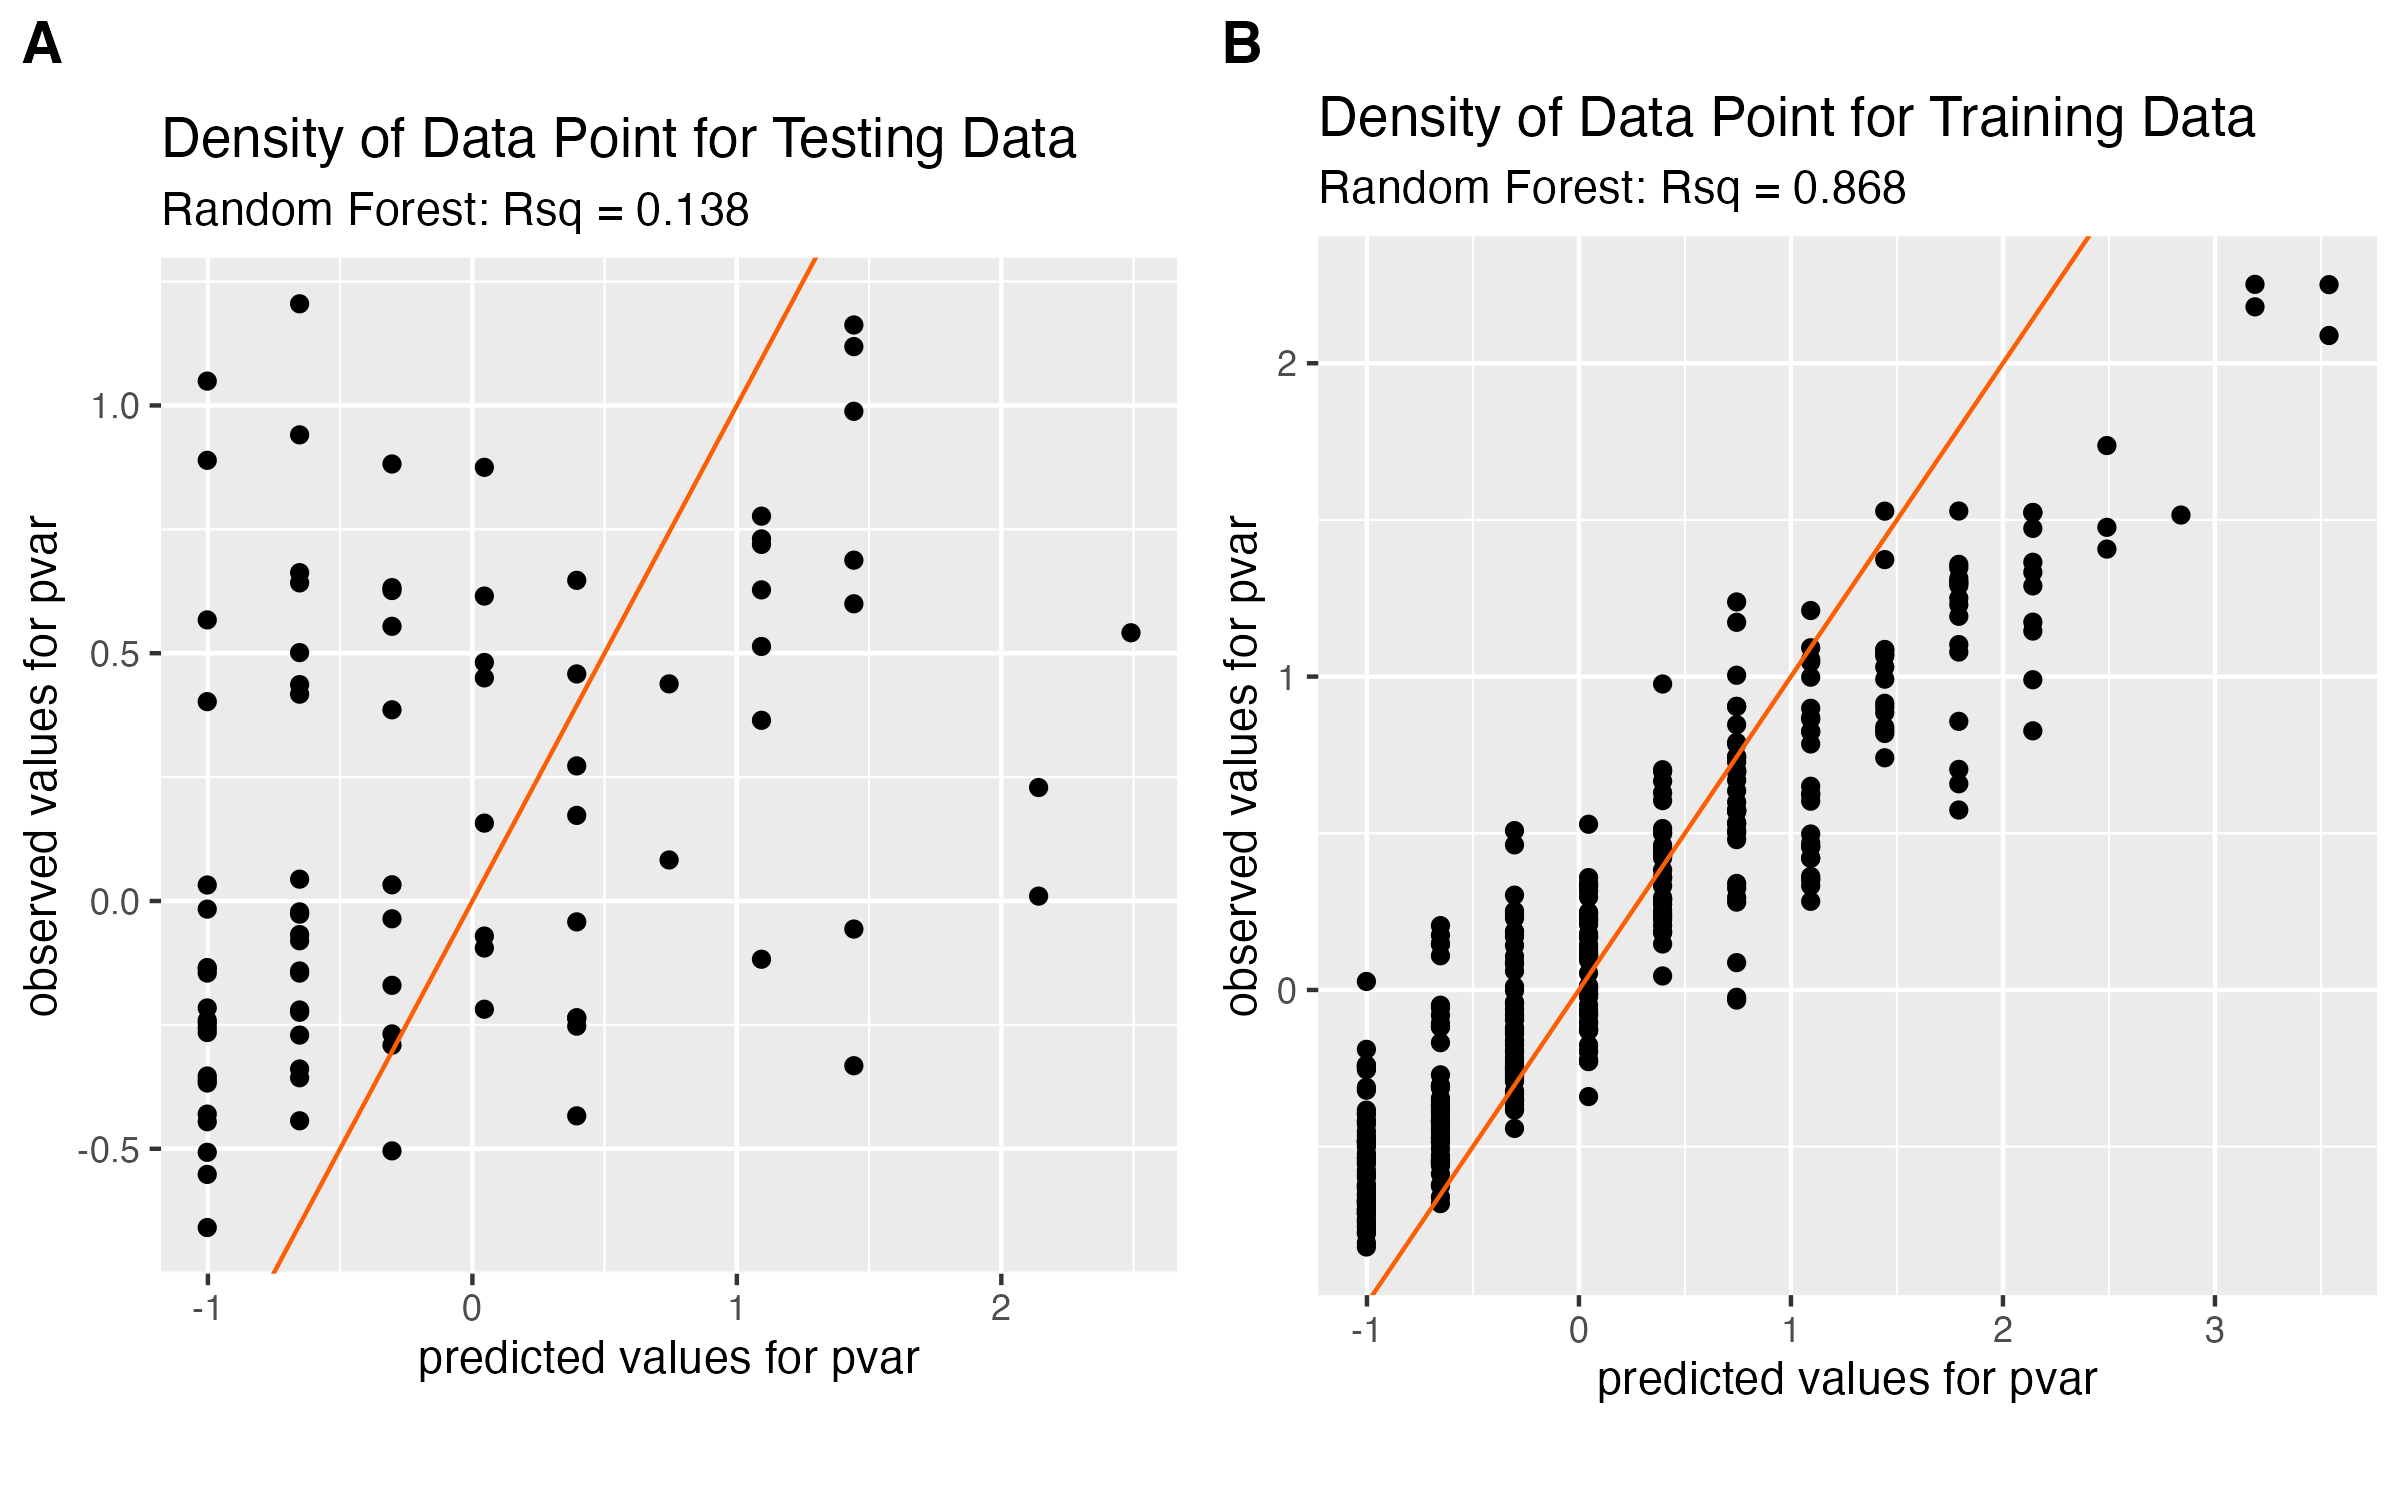 A
Density of Data Point for Testing Data
Random Forest: Rsq = 0.138
observed values for pvar
1.0
0.5
0.0
-0.5
-1 0 1 2
predicted values for pvar
B
Density of Data Point for Training Data
Random Forest: Rsq = 0.868
observed values for pvar
2
1
0
-1 0 1 2 3
predicted values for pvar